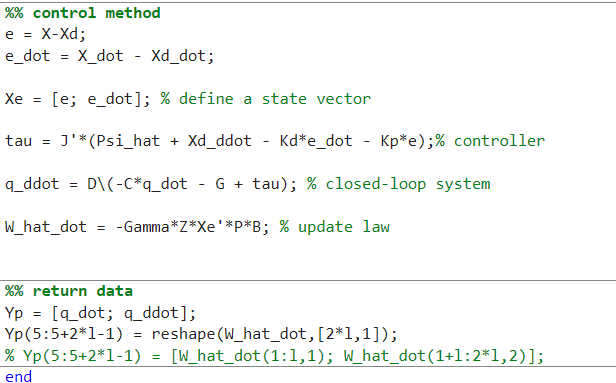 %% control method
e = X-Xd;
e_dot = X_dot - Xd_dot;
Xe = [e; e_dot]; % define a state vector
tau = J'*(Psi_hat + Xd_ddot - Kd*e_dot - Kp*e);% controller
q_ddot = D\(-C*q_dot - G + tau); % closed-loop system
W_hat_dot = -Gamma*Z*Xe'*P*B; % update law
%% return data
Yp = [q_dot; q_ddot];
Yp(5:5+2*l-1) = reshape(W_hat_dot,[2*l,1]);
% Yp(5:5+2*l-1) = [W_hat_dot(1:l,1); W_hat_dot(1+l:2*l,2)];
end